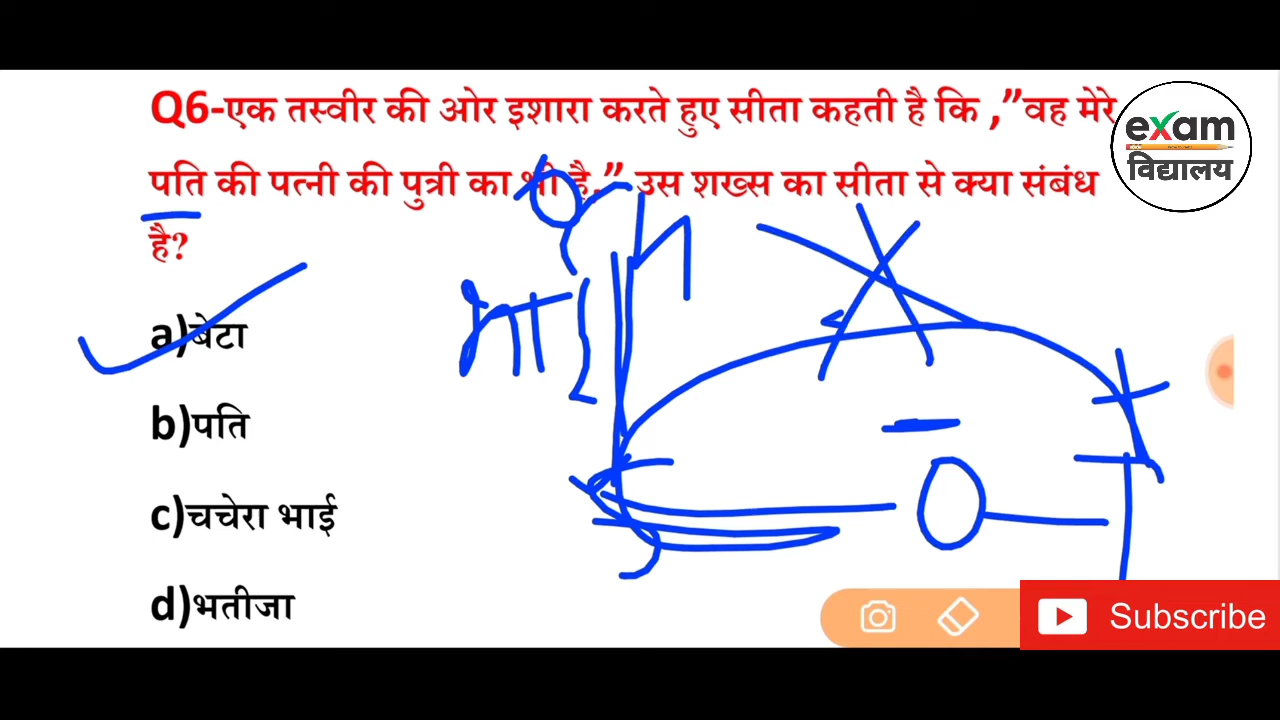 Q6-एक तस्वीर की ओर इशारा करते हुए सीता कहती है कि ,”वह मेरे
पति की पत्नी की पुत्री का भी है.” उस शख्स का सीता से क्या संबंध
है?
a)बेटा
b)पति
c)चचेरा भाई
d)भतीजा
exam
विद्यालय
Subscribe